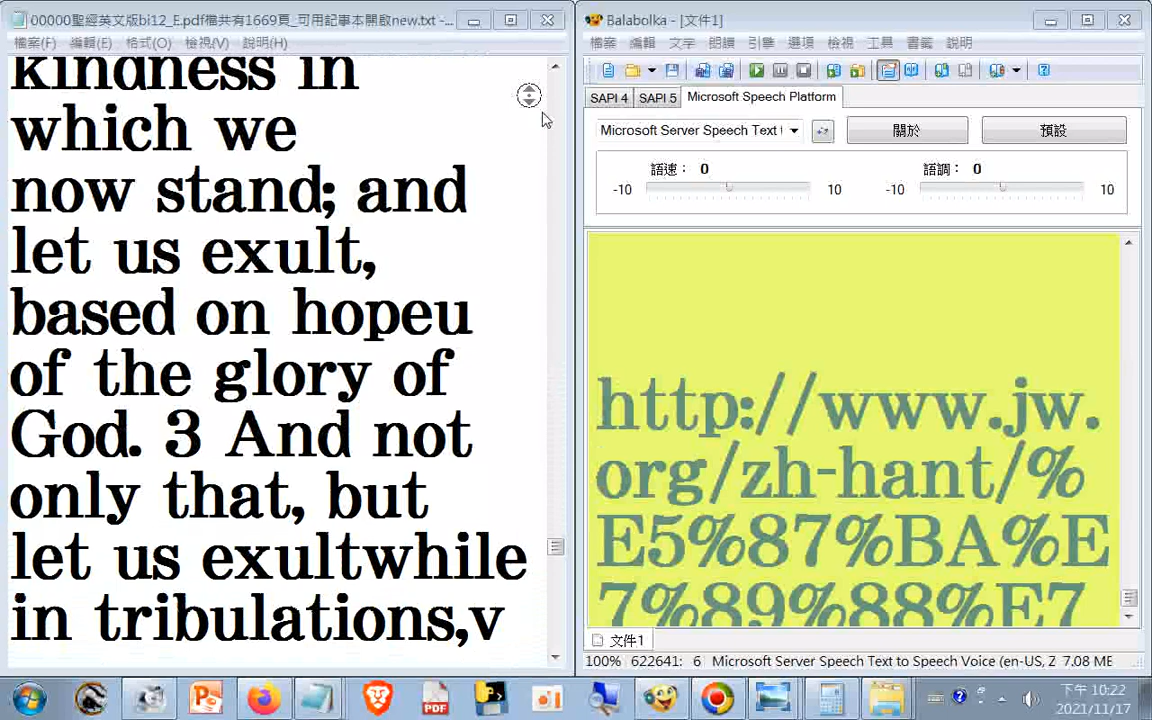 00000聖經英文版bi12_E.pdf檔共有1669頁_可用記事本開啟new.txt -...
檔案(F) 編輯(E) 格式(O) 檢視(V) 說明(H)
kindness in
which we
now stand; and
let us exult,
based on hopeu
of the glory of
God. 3 And not
only that, but
let us exultwhile
in tribulations,v
Balabolka - [文件1]
檔案 編輯 文字 朗讀 引擎 選項 檢視 工具 書籤 說明
SAPI 4 SAPI 5 Microsoft Speech Platform
Microsoft Server Speech Text 關於 預設
語速: 0 語調: 0
-10 10 -10 10
http://www.jw.
org/zh-hant/%
E5%87%BA%E
7%89%88%E7
文件1
100% 622641: 6 Microsoft Server Speech Text to Speech Voice (en-US, Z 7.08 ME
PDF
下午 10:22
2021/11/17